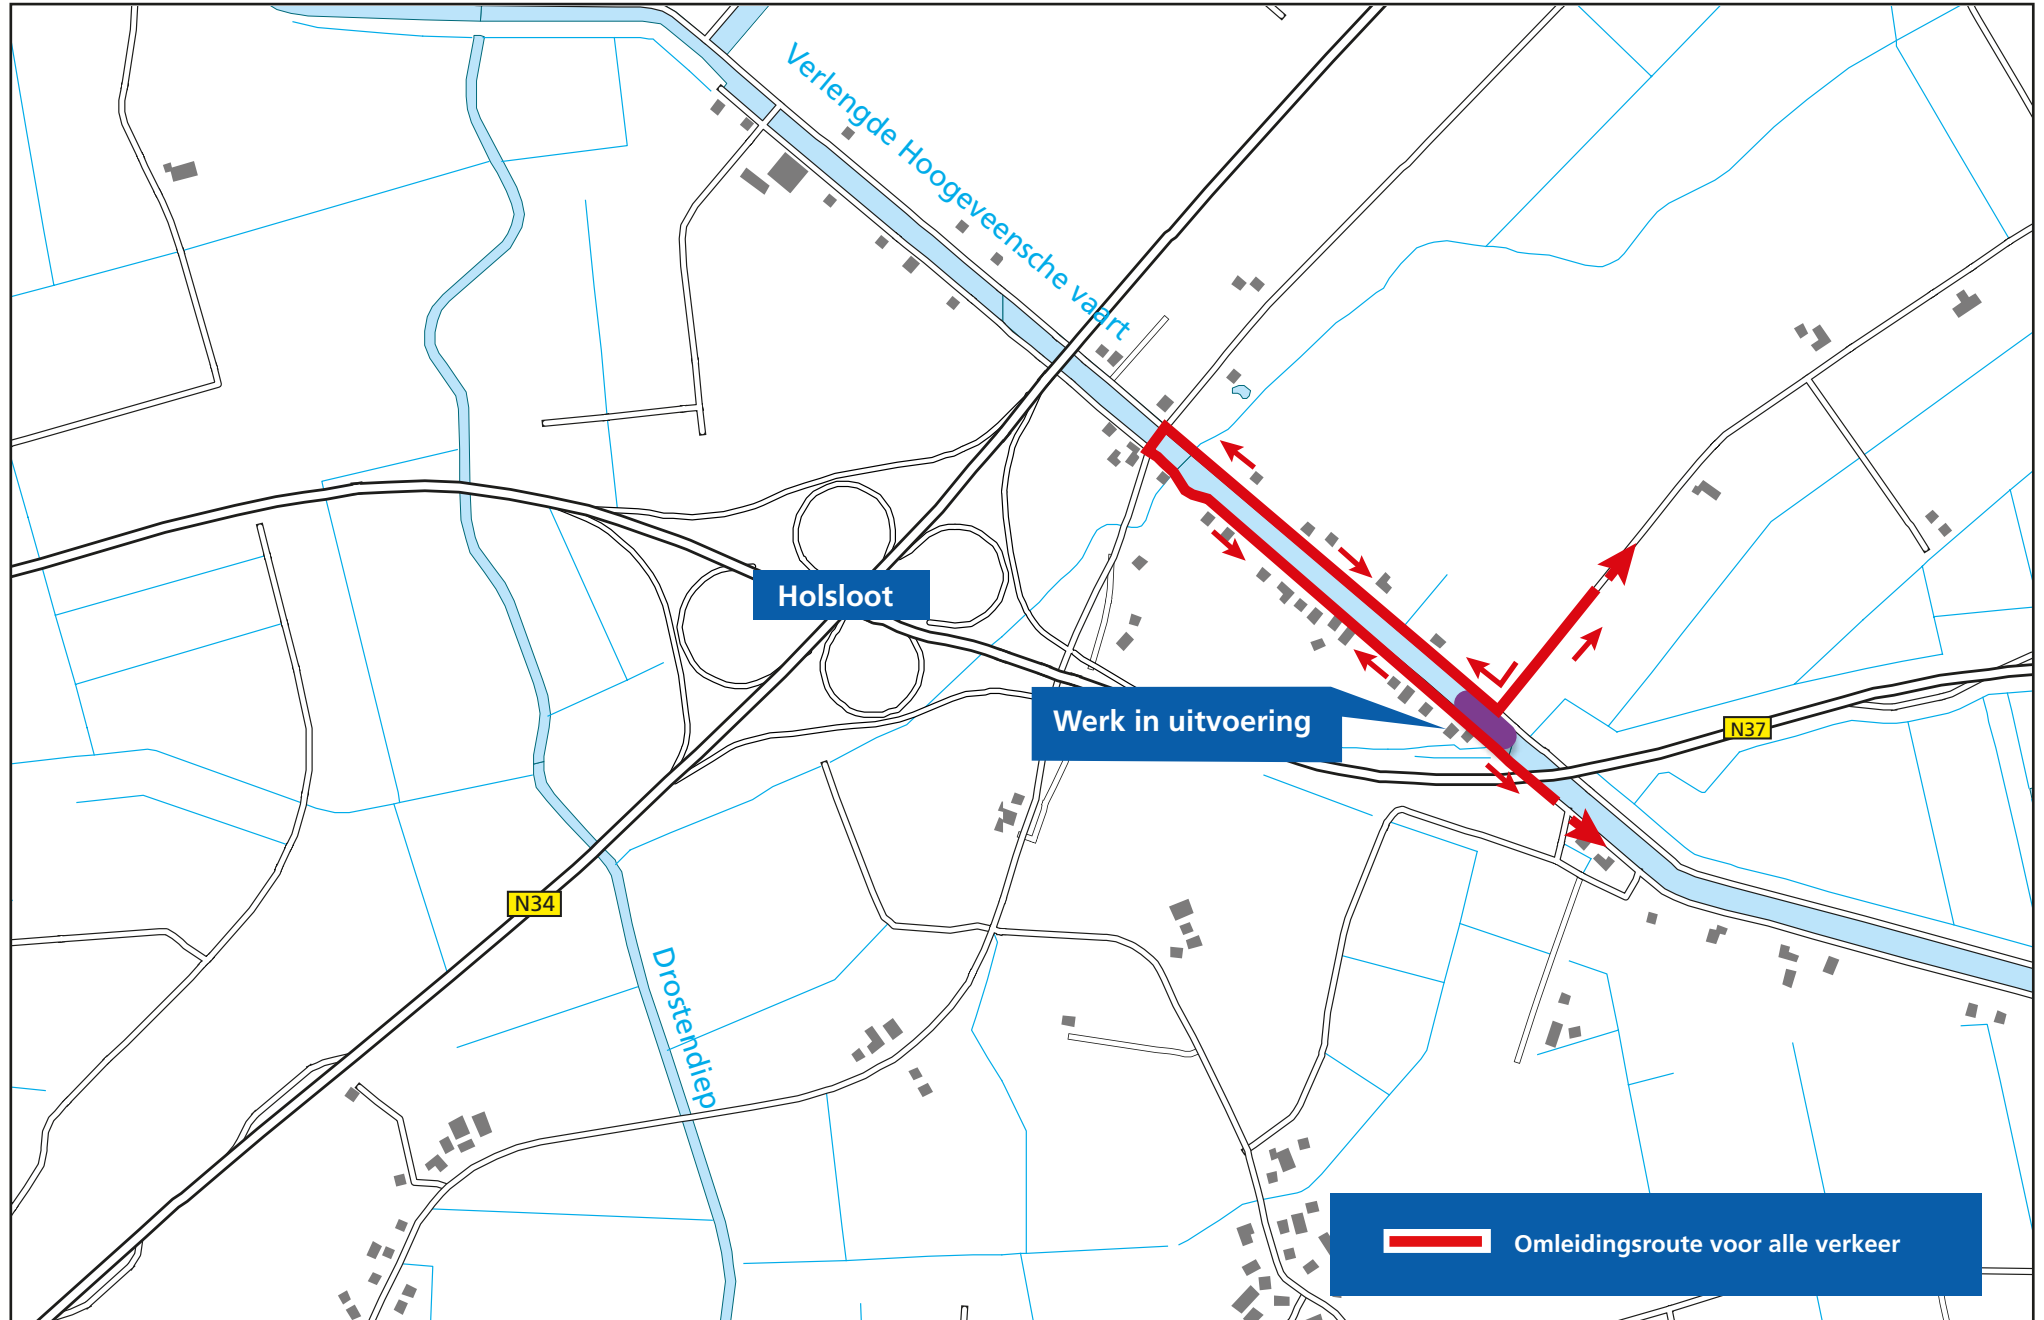 Verlengde Hoogeveensche vaart
Holsloot
Werk in uitvoering
N37
N34
Drostendiep
Omleidingsroute voor alle verkeer